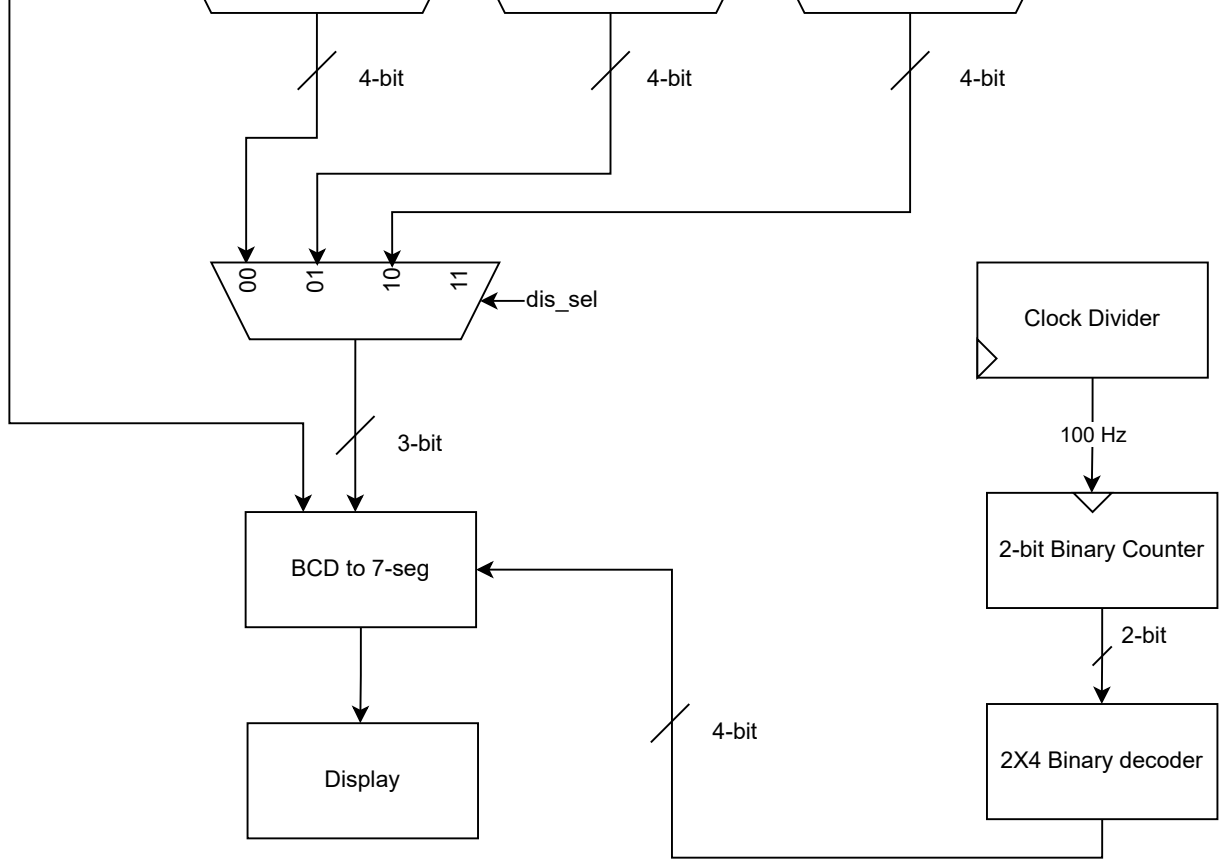 4-bit
4-bit
4-bit
00
01
10
11
dis_sel
Clock Divider
100 Hz
3-bit
2-bit Binary Counter
BCD to 7-seg
2-bit
4-bit
2X4 Binary decoder
Display